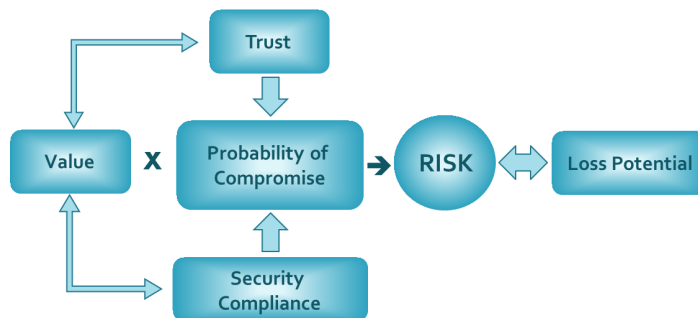 Trust
Value
x
Probability of
Compromise
RISK
Loss Potential
Security
Compliance